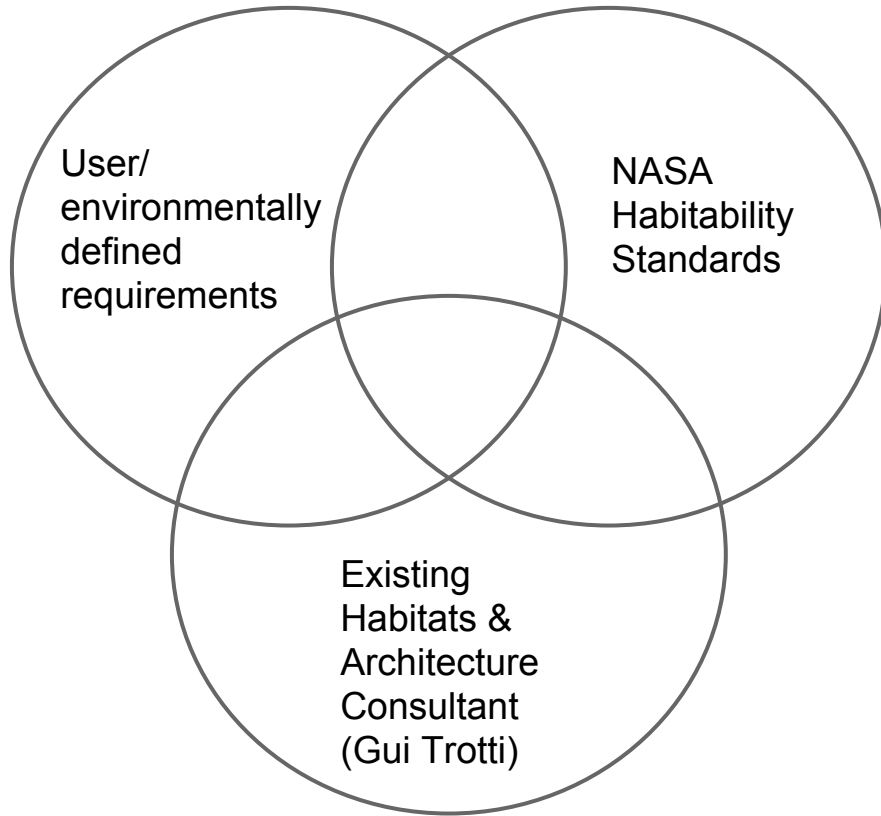 User/
environmentally
defined
requirements
NASA
Habitability
Standards
Existing
Habitats &
Architecture
Consultant
(Gui Trotti)